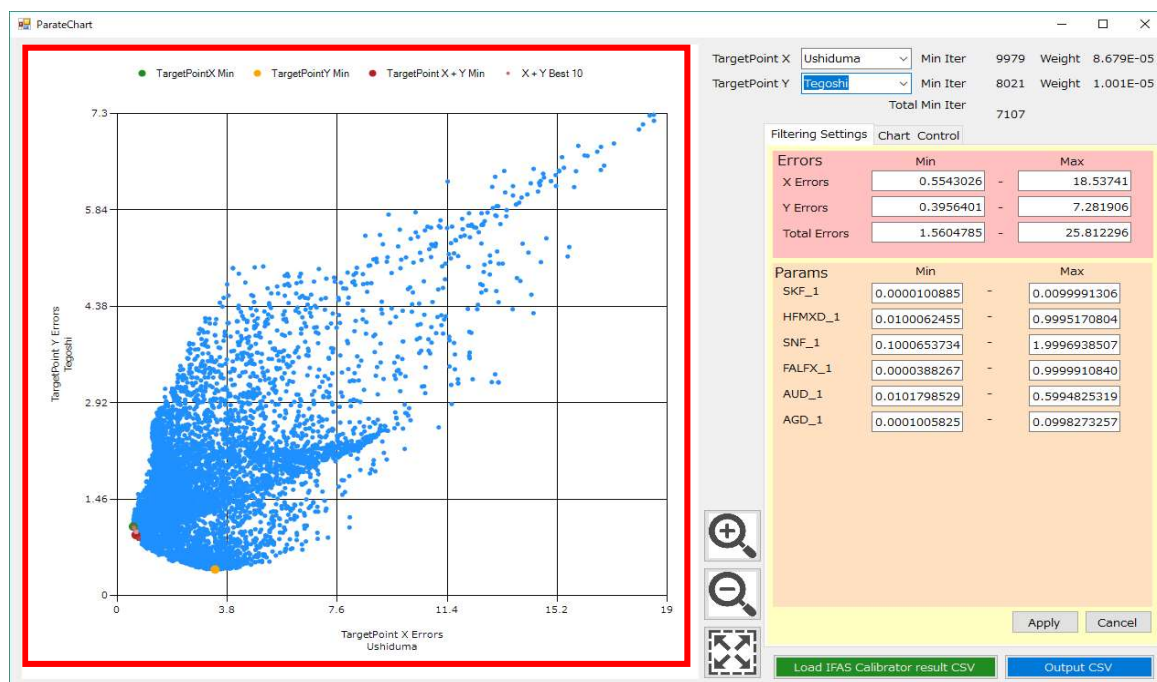 ParateChart
TargetPointX Min TargetPointY Min TargetPoint X + Y Min X + Y Best 10
7.3
5.84
4.38
2.92
1.46
0
0 3.8 7.6 11.4 15.2 19
TargetPoint Y Errors
Tegoshi
TargetPoint X Errors
Ushiduma
TargetPoint X Ushiduma Min Iter 9979 Weight 8.679E-05
TargetPoint Y Tegoshi Min Iter 8021 Weight 1.001E-05
Total Min Iter 7107
Filtering Settings Chart Control
Errors Min Max
X Errors 0.5543026 - 18.53741
Y Errors 0.3956401 - 7.281906
Total Errors 1.5604785 - 25.812296
Params Min Max
SKF_1 0.0000100885 - 0.0099991306
HFMXD_1 0.0100062455 - 0.9995170804
SNF_1 0.1000653734 - 1.9996938507
FALFX_1 0.0000388267 - 0.9999910840
AUD_1 0.0101798529 - 0.5994825319
AGD_1 0.0001005825 - 0.0998273257
Apply Cancel
Load IFAS Calibrator result CSV Output CSV